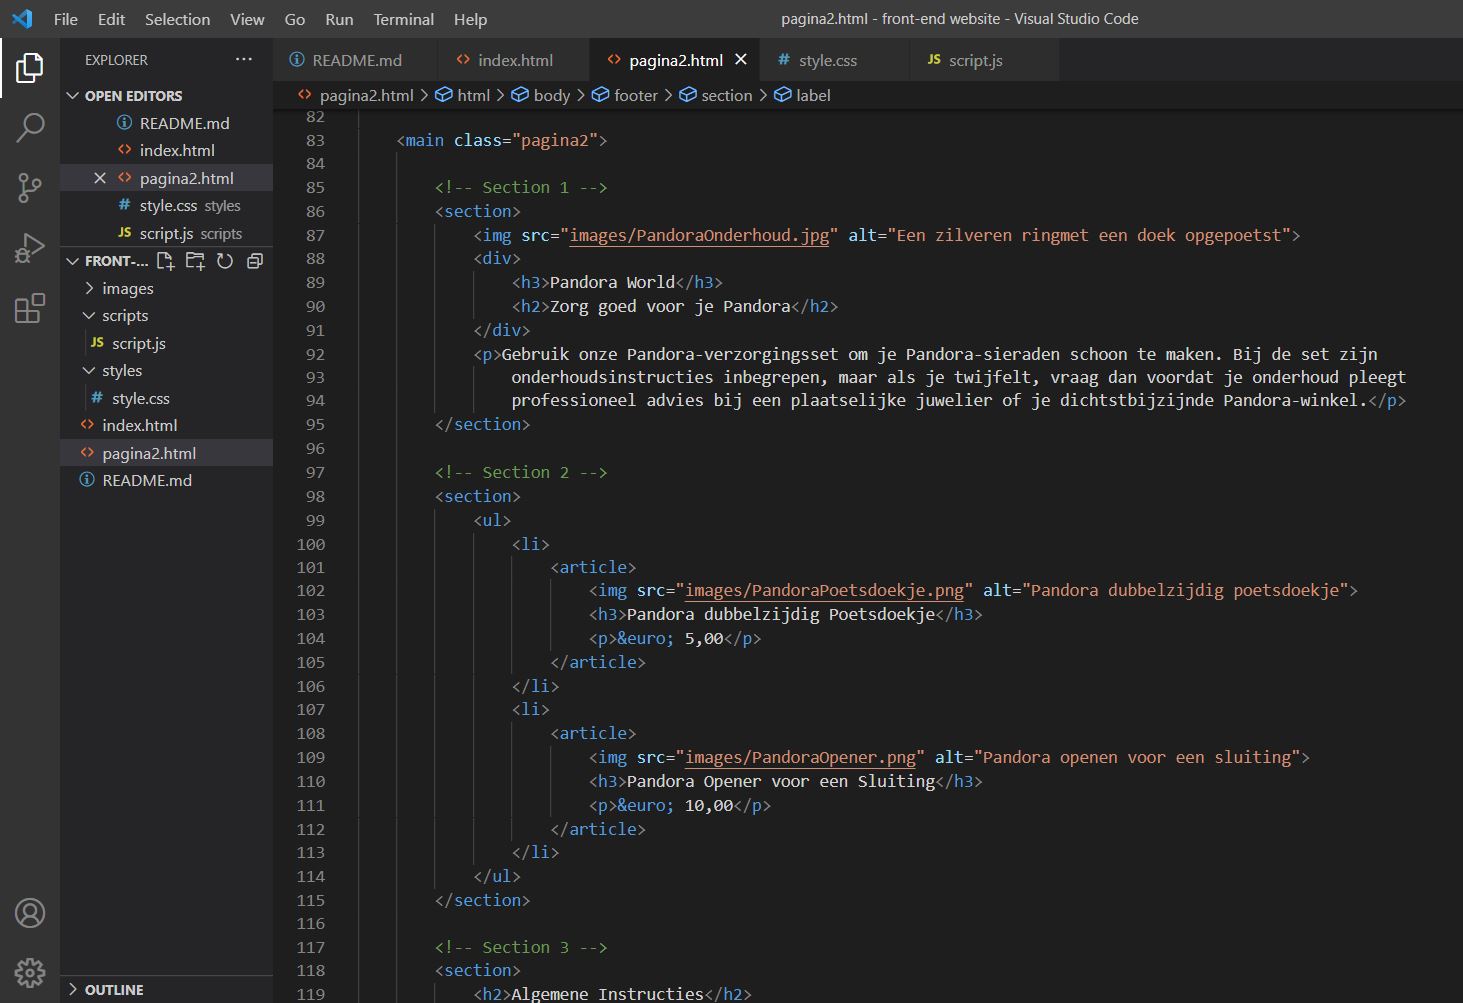 File Edit Selection View Go Run Terminal Help
pagina2.html - front-end website - Visual Studio Code
EXPLORER
OPEN EDITORS
README.md
index.html
pagina2.html
style.css styles
script.js scripts
FRONT-...
images
scripts
JS script.js
styles
# style.css
index.html
pagina2.html
README.md
OUTLINE
README.md index.html pagina2.html # style.css JS script.js
pagina2.html > html > body > footer > section > label
82
83 <main class="pagina2">
84
85 <!-- Section 1 -->
86 <section>
87 <img src="images/PandoraOnderhoud.jpg" alt="Een zilveren ringmet een doek opgepoetst">
88 <div>
89 <h3>Pandora World</h3>
90 <h2>Zorg goed voor je Pandora</h2>
91 </div>
92 <p>Gebruik onze Pandora-verzorgingsset om je Pandora-sieraden schoon te maken. Bij de set zijn
93 onderhoudsinstructies inbegrepen, maar als je twijfelt, vraag dan voordat je onderhoud pleegt
94 professioneel advies bij een plaatselijke juwelier of je dichtstbijzijnde Pandora-winkel.</p>
95 </section>
96
97 <!-- Section 2 -->
98 <section>
99 <ul>
100 <li>
101 <article>
102 <img src="images/PandoraPoetsdoekje.png" alt="Pandora dubbelzijdig poetsdoekje">
103 <h3>Pandora dubbelzijdig Poetsdoekje</h3>
104 <p>&euro; 5,00</p>
105 </article>
106 </li>
107 <li>
108 <article>
109 <img src="images/PandoraOpener.png" alt="Pandora openen voor een sluiting">
110 <h3>Pandora Opener voor een Sluiting</h3>
111 <p>&euro; 10,00</p>
112 </article>
113 </li>
114 </ul>
115 </section>
116
117 <!-- Section 3 -->
118 <section>
119 <h2>Algemene Instructies</h2>